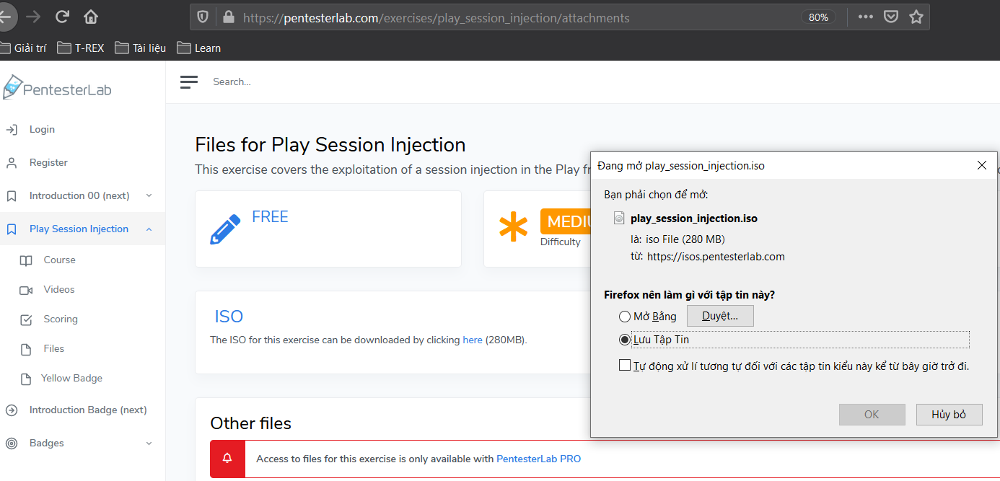 https://pentesterlab.com/exercises/play_session_injection/attachments
80%
Giải trí
T-REX
Tài liệu
Learn
PentesterLab
Search...
Login
Register
Introduction 00 (next)
Play Session Injection
Course
Videos
Scoring
Files
Yellow Badge
Introduction Badge (next)
Badges
Files for Play Session Injection
This exercise covers the exploitation of a session injection in the Play
FREE
Difficulty
ISO
The ISO for this exercise can be downloaded by clicking here (280MB).
Other files
Access to files for this exercise is only available with PentesterLab PRO
Đang mở play_session_injection.iso
Bạn phải chọn để mở:
play_session_injection.iso
là: iso File (280 MB)
từ: https://isos.pentesterlab.com
Firefox nên làm gì với tập tin này?
Mở Bằng
Duyệt...
Lưu Tập Tin
Tự động xử lí tương tự đối với các tập tin kiểu này kể từ bây giờ trở đi.
OK
Hủy bỏ